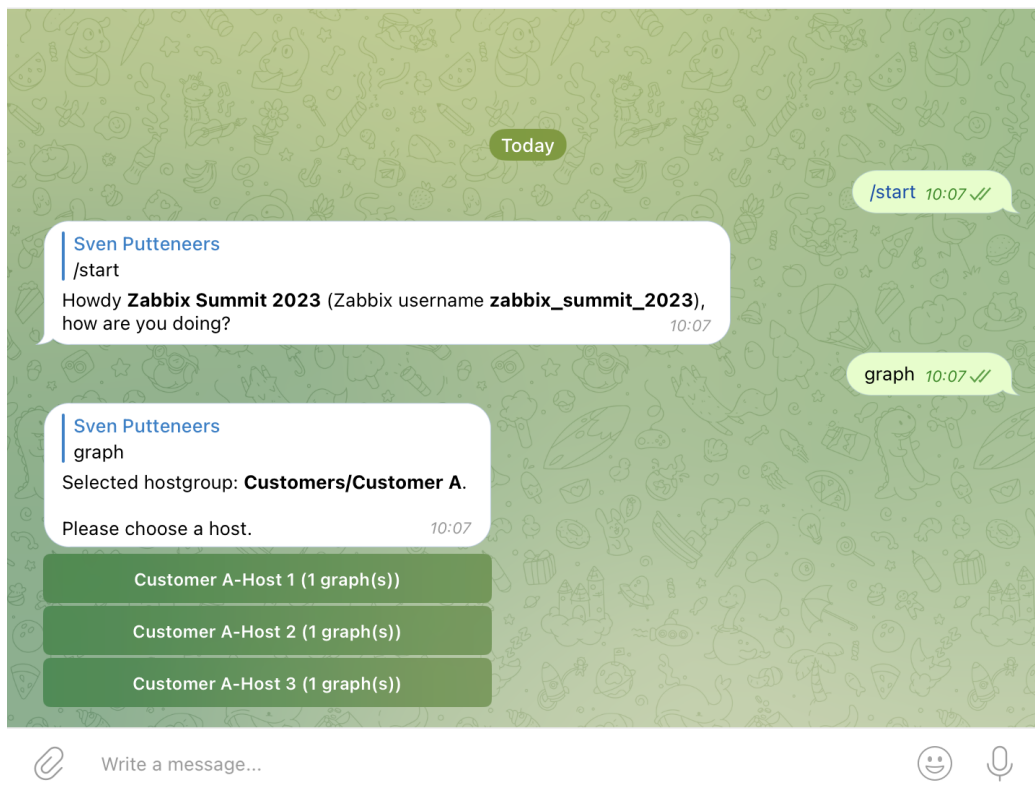 Today
/start 10:07
Sven Putteneers
/start
Howdy Zabbix Summit 2023 (Zabbix username zabbix_summit_2023),
how are you doing?
10:07
graph 10:07
Sven Putteneers
graph
Selected hostgroup: Customers/Customer A.
Please choose a host.
10:07
Customer A-Host 1 (1 graph(s))
Customer A-Host 2 (1 graph(s))
Customer A-Host 3 (1 graph(s))
Write a message...